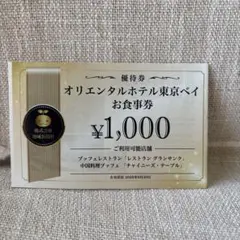 優待券
オリエンタルホテル東京ベイ
お食事券
¥1,000
ご利用可能店舗
ブッフェレストラン「レストラン グランサンク」
中国料理ブッフェ「チャイニーズ・テーブル」